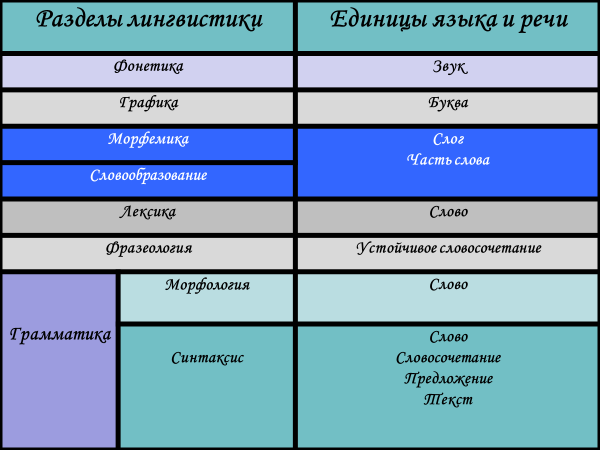 Разделы лингвистики
Единицы языка и речи
Фонетика
Звук
Графика
Буква
Морфемика
Слог
Часть слова
Словообразование
Лексика
Слово
Фразеология
Устойчивое словосочетание
Грамматика
Морфология
Слово
Синтаксис
Слово
Словосочетание
Предложение
Текст